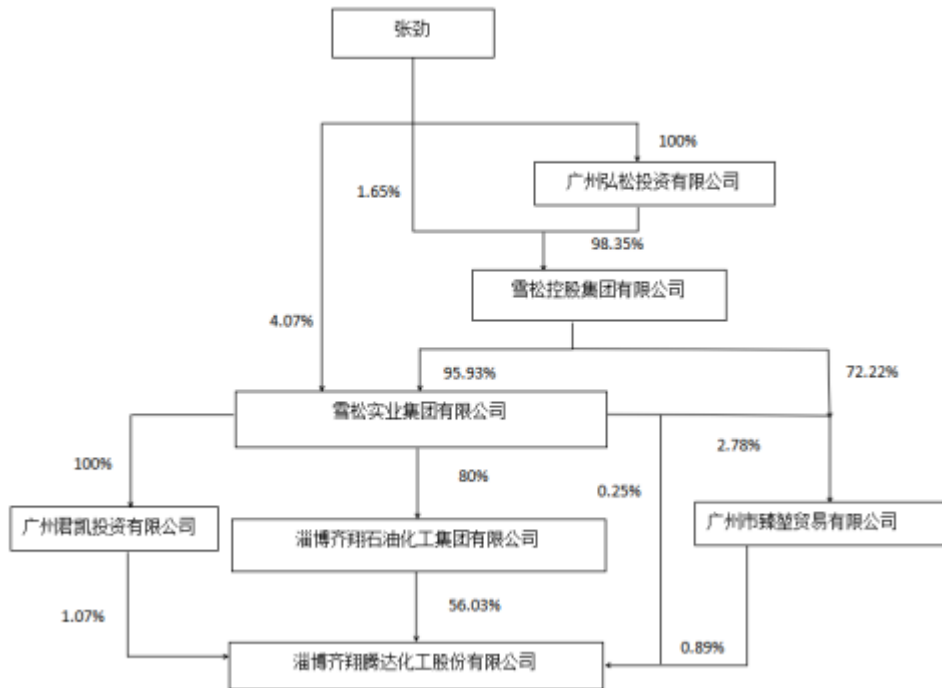 张劲
100%
广州弘松投资有限公司
1.65%
98.35%
雪松控股集团有限公司
4.07%
95.93%
72.22%
雪松实业集团有限公司
2.78%
100%
80%
0.25%
广州君凯投资有限公司
淄博齐翔石油化工集团有限公司
广州市臻堃贸易有限公司
1.07%
56.03%
0.89%
淄博齐翔腾达化工股份有限公司